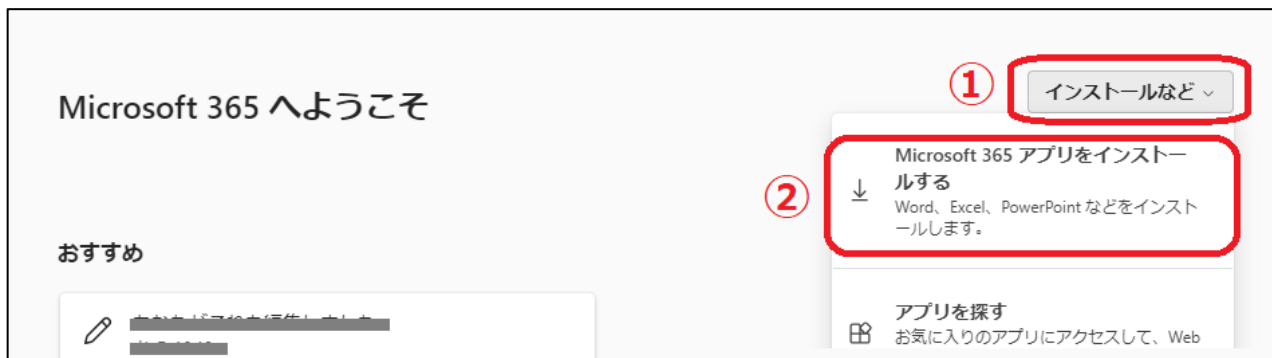 ①
インストールなど
Microsoft 365 へようこそ
②
Microsoft 365 アプリをインストー
ルする
Word、Excel、PowerPoint などをインスト
ールします。
おすすめ
アプリを探す
お気に入りのアプリにアクセスして、Web